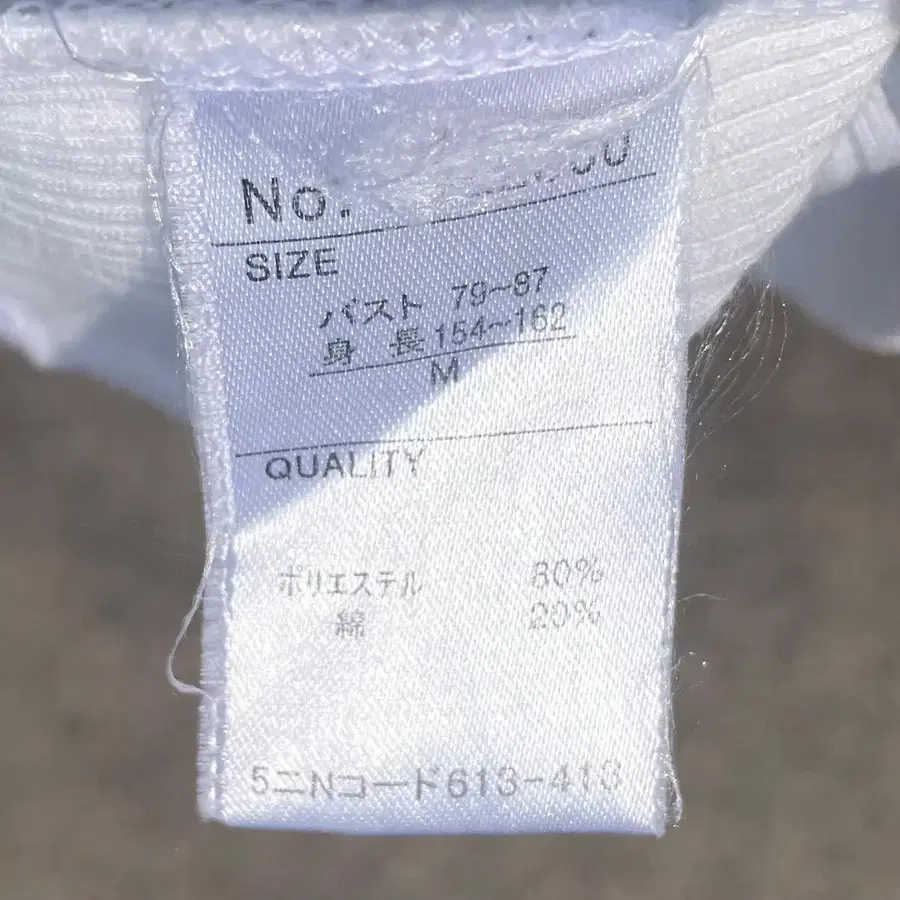 No.
SIZE
バスト 79~87
身 長 154~162
M
QUALITY
ポリエステル 80%
綿 20%
5ニNコード613-413